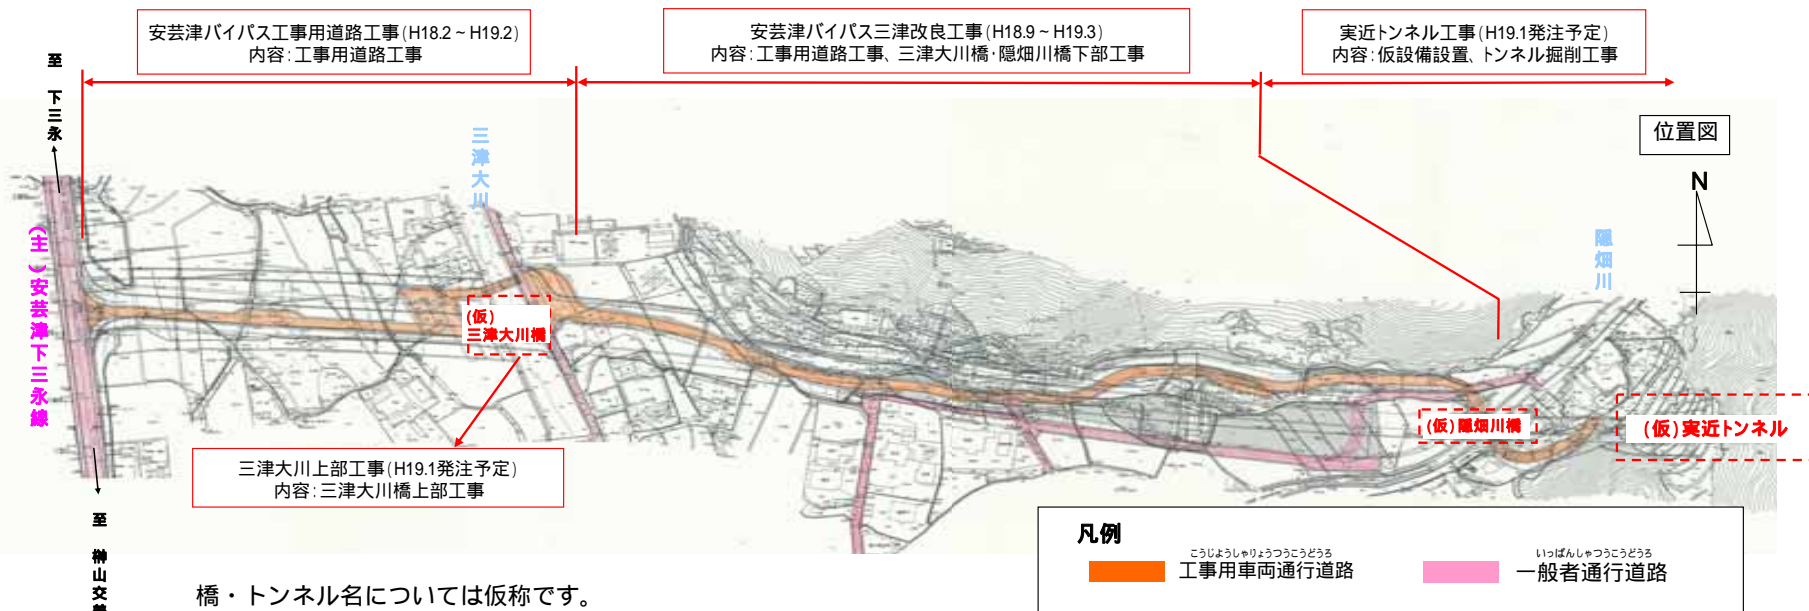 安芸津バイパス工事用道路工事(H18.2～H19.2)
内容:工事用道路工事
安芸津バイパス三津改良工事(H18.9～H19.3)
内容:工事用道路工事、三津大川橋・隠畑川橋下部工事
実近トンネル工事(H19.1発注予定)
内容:仮設備設置、トンネル掘削工事
至 下三永
三津大川
位置図
N
隠畑川
(主)安芸津下三永線
(仮)
三津大川橋
(仮)隠畑川橋
(仮)実近トンネル
三津大川上部工事(H19.1発注予定)
内容:三津大川橋上部工事
至 榊山交差
凡例
こうじようしゃりょうつうこうどうろ
工事用車両通行道路
いっぱんしゃつうこうどうろ
一般者通行道路
橋・トンネル名については仮称です。